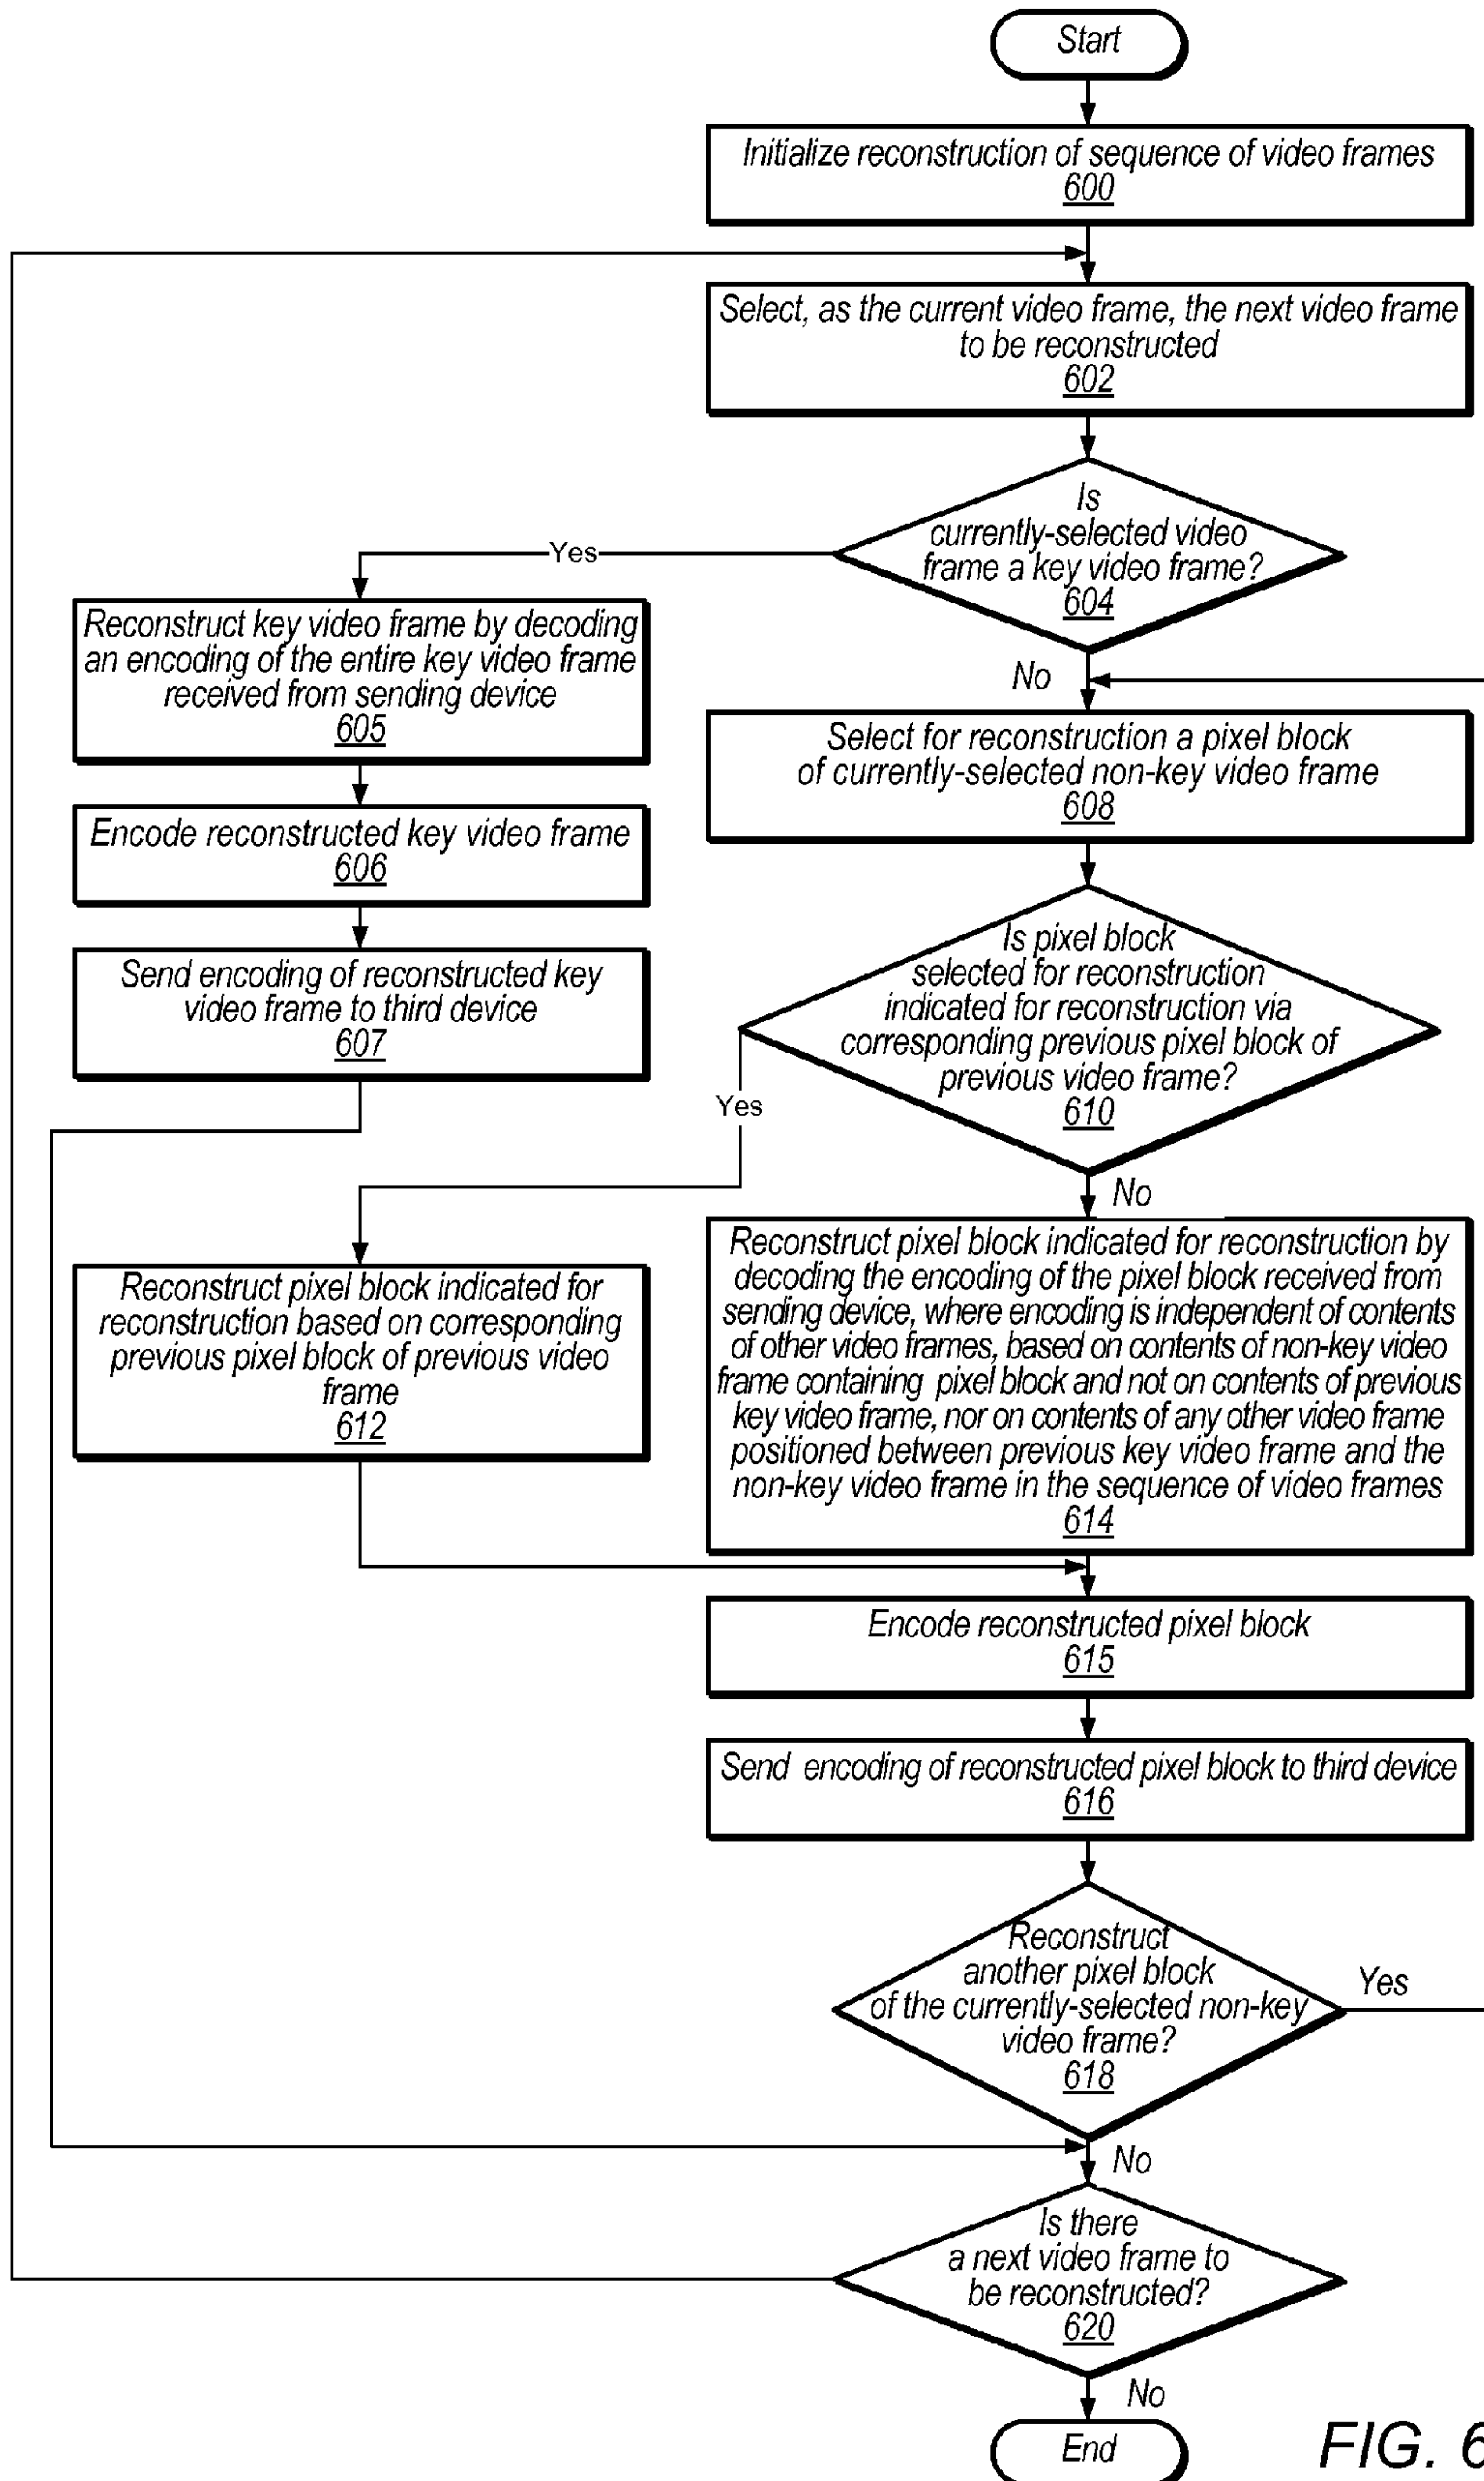 Start
Initialize reconstruction of sequence of video frames
600
Select, as the current video frame, the next video frame
to be reconstructed
602
Is
currently-selected video
frame a key video frame?
604
Yes
No
Reconstruct key video frame by decoding
an encoding of the entire key video frame
received from sending device
605
Encode reconstructed key video frame
606
Send encoding of reconstructed key
video frame to third device
607
Select for reconstruction a pixel block
of currently-selected non-key video frame
608
Is pixel block
selected for reconstruction
indicated for reconstruction via
corresponding previous pixel block of
previous video frame?
610
Yes
No
Reconstruct pixel block indicated for
reconstruction based on corresponding
previous pixel block of previous video
frame
612
Reconstruct pixel block indicated for reconstruction by
decoding the encoding of the pixel block received from
sending device, where encoding is independent of contents
of other video frames, based on contents of non-key video
frame containing pixel block and not on contents of previous
key video frame, nor on contents of any other video frame
positioned between previous key video frame and the
non-key video frame in the sequence of video frames
614
Encode reconstructed pixel block
615
Send encoding of reconstructed pixel block to third device
616
Reconstruct
another pixel block
of the currently-selected non-key
video frame?
618
Yes
No
Is there
a next video frame to
be reconstructed?
620
No
End
FIG. 6